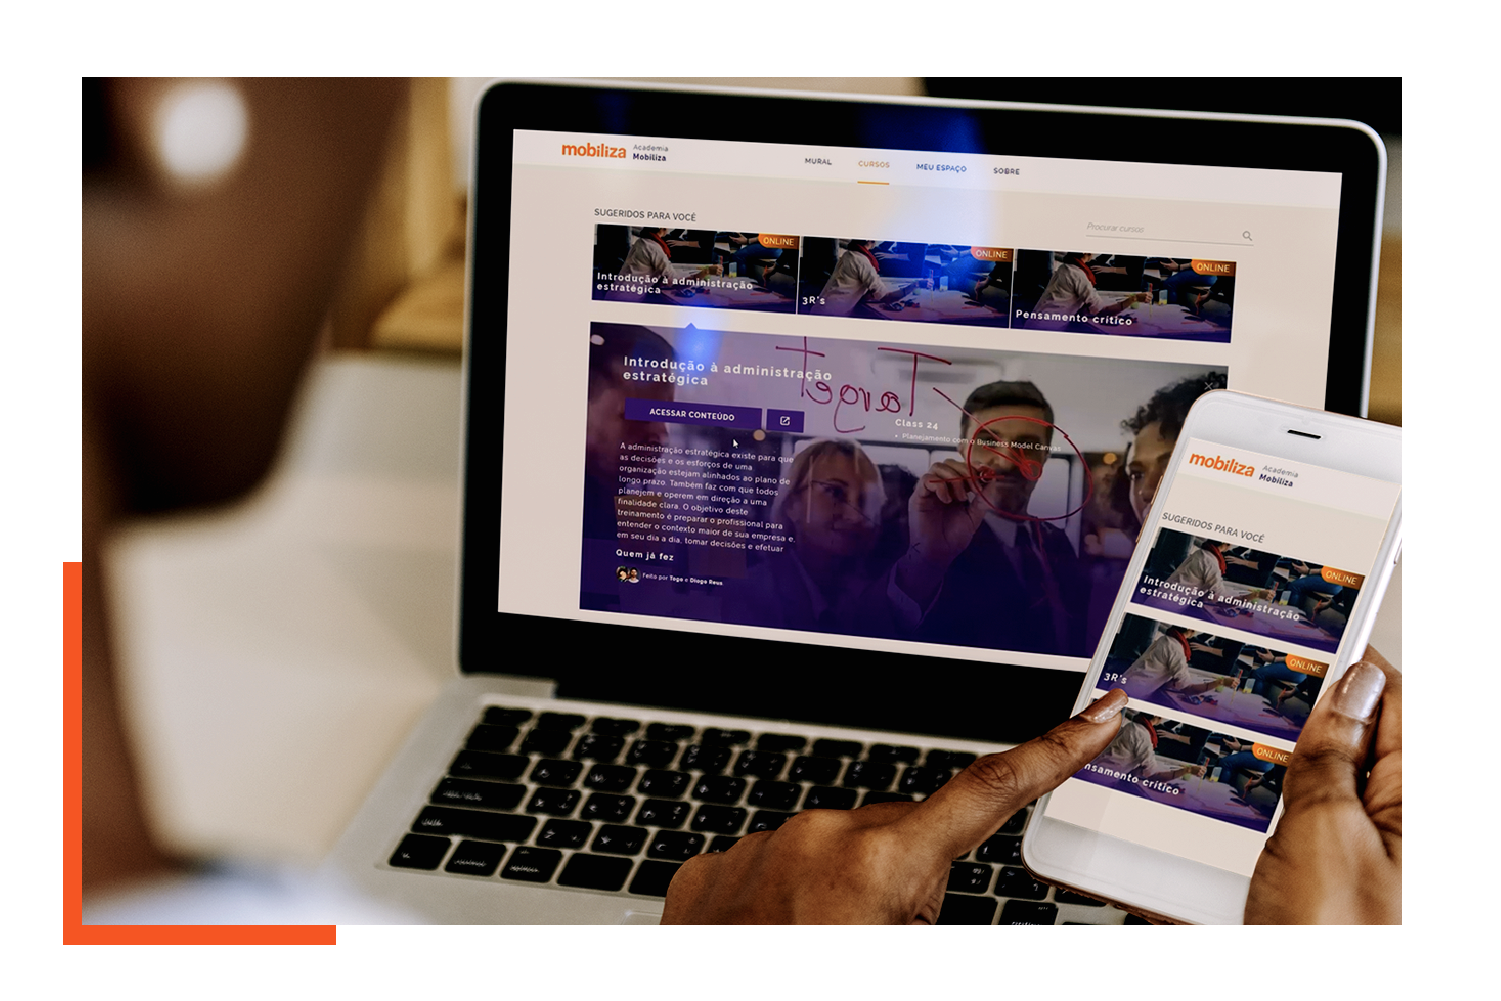 mobiliza Academia
Mobiliza
MURAL CURSOS MEU ESPAÇO SOBRE
SUGERIDOS PARA VOCÊ
Procurar cursos
ONLINE
Introdução à administração
estratégica
ONLINE
3R's
ONLINE
Pensamento crítico
Introdução à administração
estratégica
ACESSAR CONTEÚDO
Class 24
• Planejamento com o Business Model Canvas
Target
A administração estratégica existe para que
as decisões e os esforços de uma
organização estejam alinhados ao plano de
longo prazo. Também faz com que todos
planejem e operem em direção a uma
finalidade clara. O objetivo deste
treinamento é preparar o profissional para
entender o contexto maior de sua empresa e,
em seu dia a dia, tomar decisões e efetuar
Quem já fez
Feito por Togo e Diogo Reus
mobiliza Academia
Mobiliza
SUGERIDOS PARA VOCÊ
ONLINE
Introdução à administração
estratégica
ONLINE
3R's
ONLINE
nsamento crítico